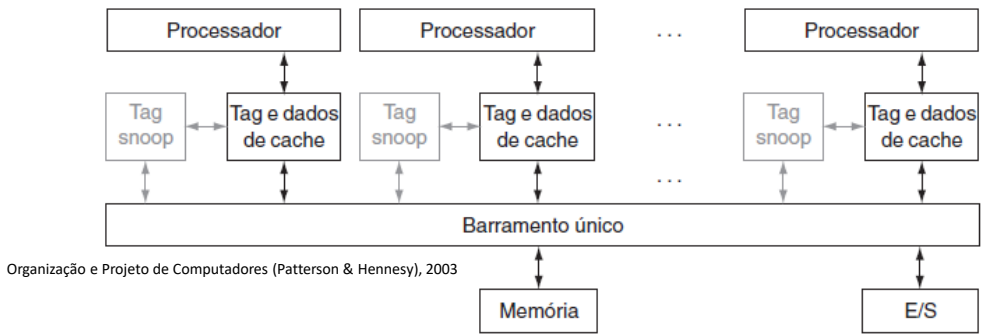 Processador Processador ... Processador
Tag snoop
Tag e dados de cache
Tag snoop
Tag e dados de cache
...
Tag snoop
Tag e dados de cache
...
Barramento único
Organização e Projeto de Computadores (Patterson & Hennesy), 2003
Memória E/S